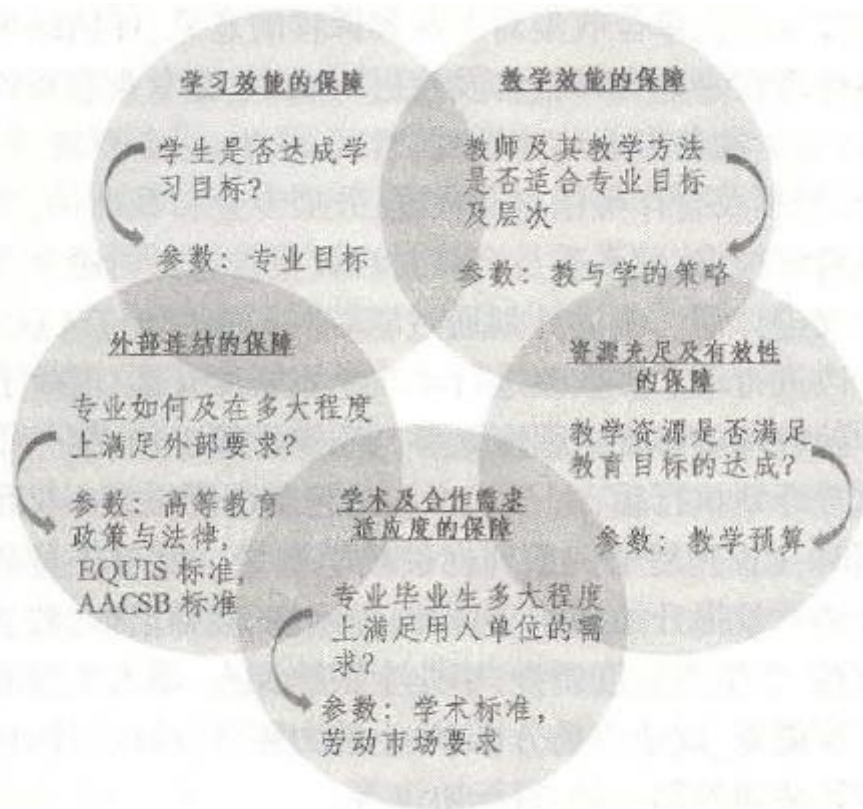 学习效能的保障
学生是否达成学
习目标？
参数：专业目标
教学效能的保障
教师及其教学方法
是否适合专业目标
及层次
参数：教与学的策略
外部连结的保障
专业如何及在多大程度
上满足外部要求？
参数：高等教育
政策与法律，
EQUIS 标准，
AACSB 标准
资源充足及有效性
的保障
教学资源是否满足
教育目标的达成？
参数：教学预算
学术及合作需求
适应度的保障
专业毕业生多大程度
上满足用人单位的需
求？
参数：学术标准，
劳动市场要求